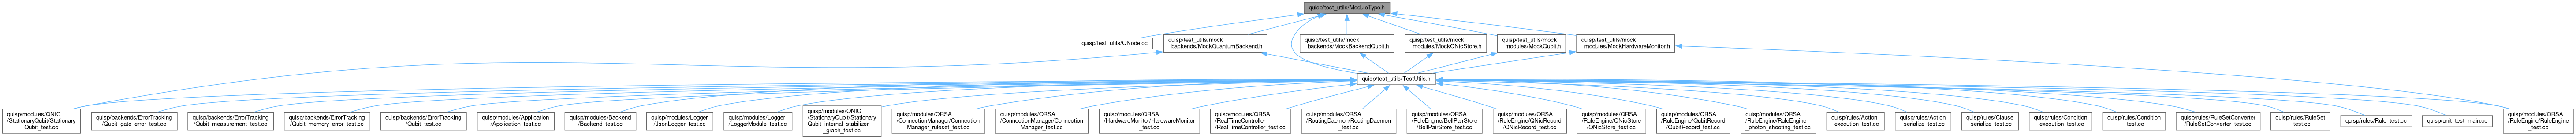 quisp/test_utils/ModuleType.h
quisp/test_utils/QNode.cc
quisp/test_utils/mock
_backends/MockQuantumBackend.h
quisp/test_utils/mock
_backends/MockBackendQubit.h
quisp/test_utils/mock
_modules/MockQNicStore.h
quisp/test_utils/mock
_modules/MockQubit.h
quisp/test_utils/mock
_modules/MockHardwareMonitor.h
quisp/test_utils/TestUtils.h
quisp/modules/QNIC
/StationaryQubit/Stationary
Qubit_test.cc
quisp/backends/ErrorTracking
/Qubit_gate_error_test.cc
quisp/backends/ErrorTracking
/Qubit_measurement_test.cc
quisp/backends/ErrorTracking
/Qubit_memory_error_test.cc
quisp/backends/ErrorTracking
/Qubit_test.cc
quisp/modules/Application
/Application_test.cc
quisp/modules/Backend
/Backend_test.cc
quisp/modules/Logger
/JsonLogger_test.cc
quisp/modules/Logger
/LoggerModule_test.cc
quisp/modules/QNIC
/StationaryQubit/Stationary
Qubit_internal_stabilizer
_graph_test.cc
quisp/modules/QRSA
/ConnectionManager/Connection
Manager_ruleset_test.cc
quisp/modules/QRSA
/ConnectionManager/Connection
Manager_test.cc
quisp/modules/QRSA
/HardwareMonitor/HardwareMonitor
_test.cc
quisp/modules/QRSA
/RealTimeController
/RealTimeController_test.cc
quisp/modules/QRSA
/RoutingDaemon/RoutingDaemon
_test.cc
quisp/modules/QRSA
/RuleEngine/BellPairStore
/BellPairStore_test.cc
quisp/modules/QRSA
/RuleEngine/QNicRecord
/QNicRecord_test.cc
quisp/modules/QRSA
/RuleEngine/QNicStore
/QNicStore_test.cc
quisp/modules/QRSA
/RuleEngine/QubitRecord
/QubitRecord_test.cc
quisp/modules/QRSA
/RuleEngine/RuleEngine
_photon_shooting_test.cc
quisp/rules/Action
_execution_test.cc
quisp/rules/Action
_serialize_test.cc
quisp/rules/Clause
_serialize_test.cc
quisp/rules/Condition
_execution_test.cc
quisp/rules/Condition
_test.cc
quisp/rules/RuleSetConverter
/RuleSetConverter_test.cc
quisp/rules/RuleSet
_test.cc
quisp/rules/Rule_test.cc
quisp/unit_test_main.cc
quisp/modules/QRSA
/RuleEngine/RuleEngine
_test.cc